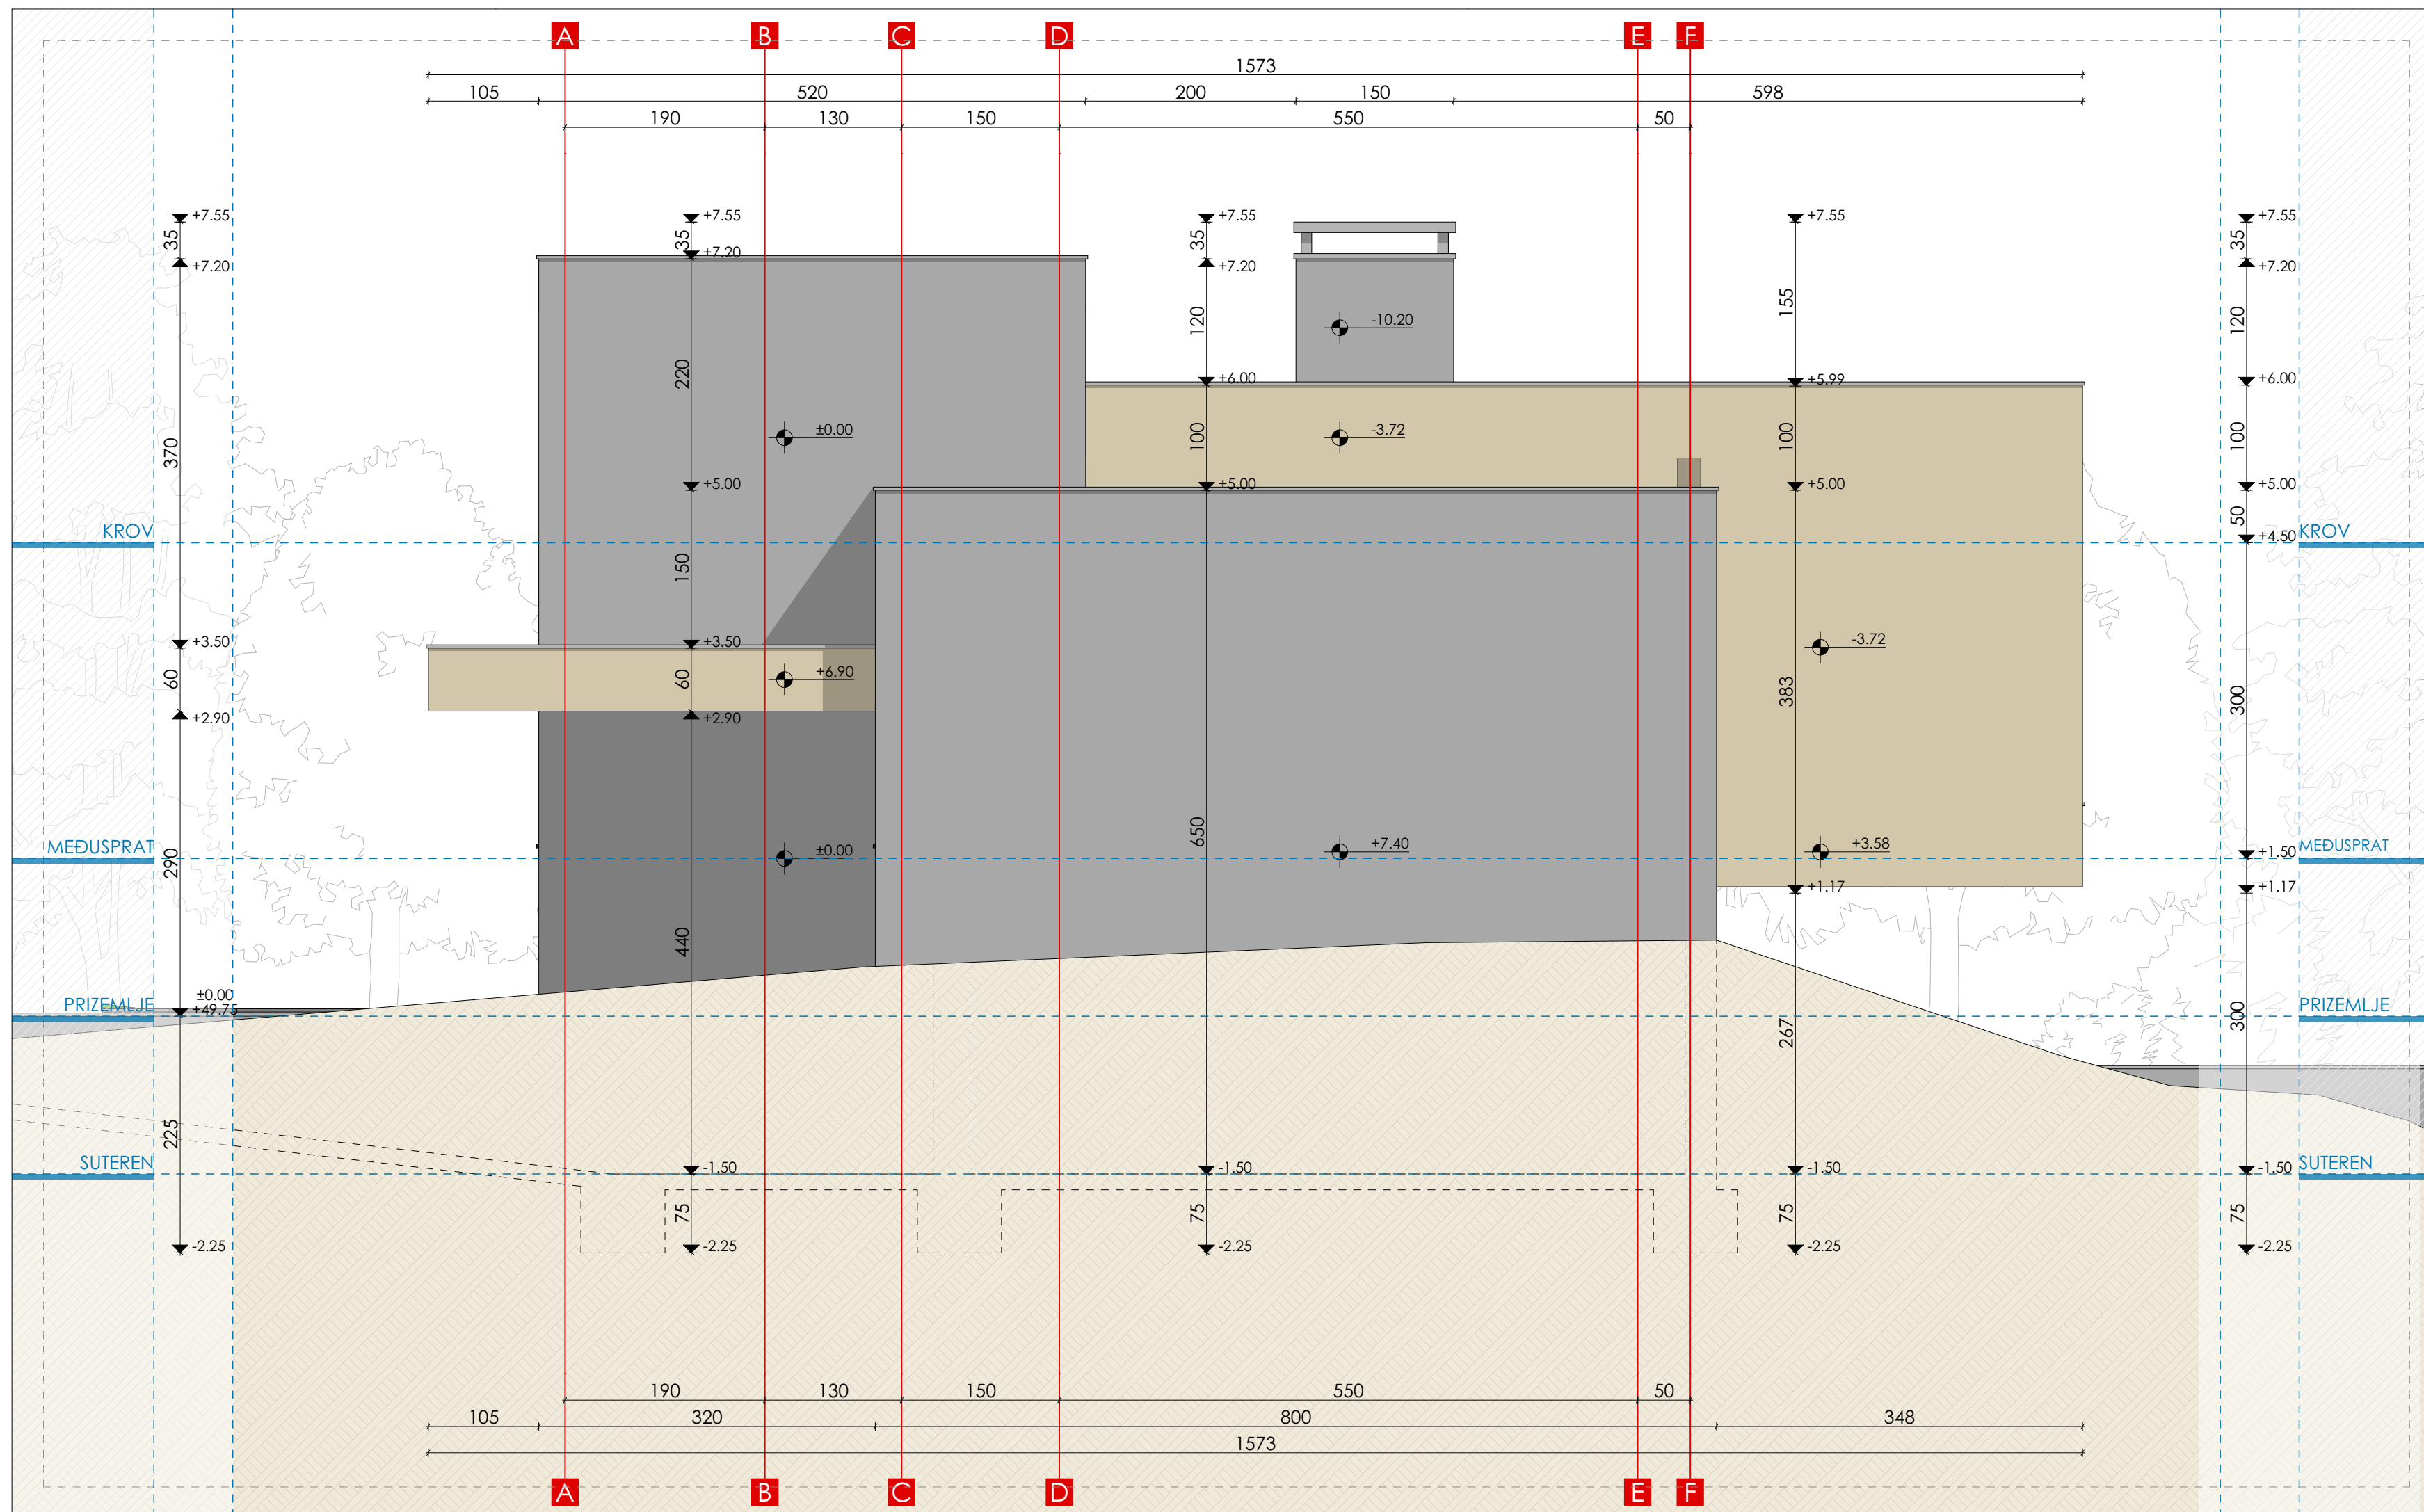 A B C D E F
1573
105 520 200 150 598
190 130 150 550 50
+7.55 +7.55 +7.55 +7.55 +7.55
35 35 35 35
+7.20 +7.20 +7.20 +7.20
155
120 120
-10.20
220
+6.00 +5.99 +6.00
370
±0.00 -3.72
100 100 100
+5.00 +5.00 +5.00 +5.00
50
KROV +4.50 KROV
150
+3.50 +3.50 -3.72
60 60 +6.90
383 300
+2.90 +2.90
650
MEĐUSPRAT ±0.00 +7.40 +3.58 +1.50 MEĐUSPRAT
290
+1.17 +1.17
440
±0.00
PRIZEMLJE +49.75 PRIZEMLJE
267 300
225
SUTEREN -1.50 -1.50 -1.50 -1.50 SUTEREN
75 75 75 75
-2.25 -2.25 -2.25 -2.25 -2.25
190 130 150 550 50
105 320 800 348
1573
A B C D E F